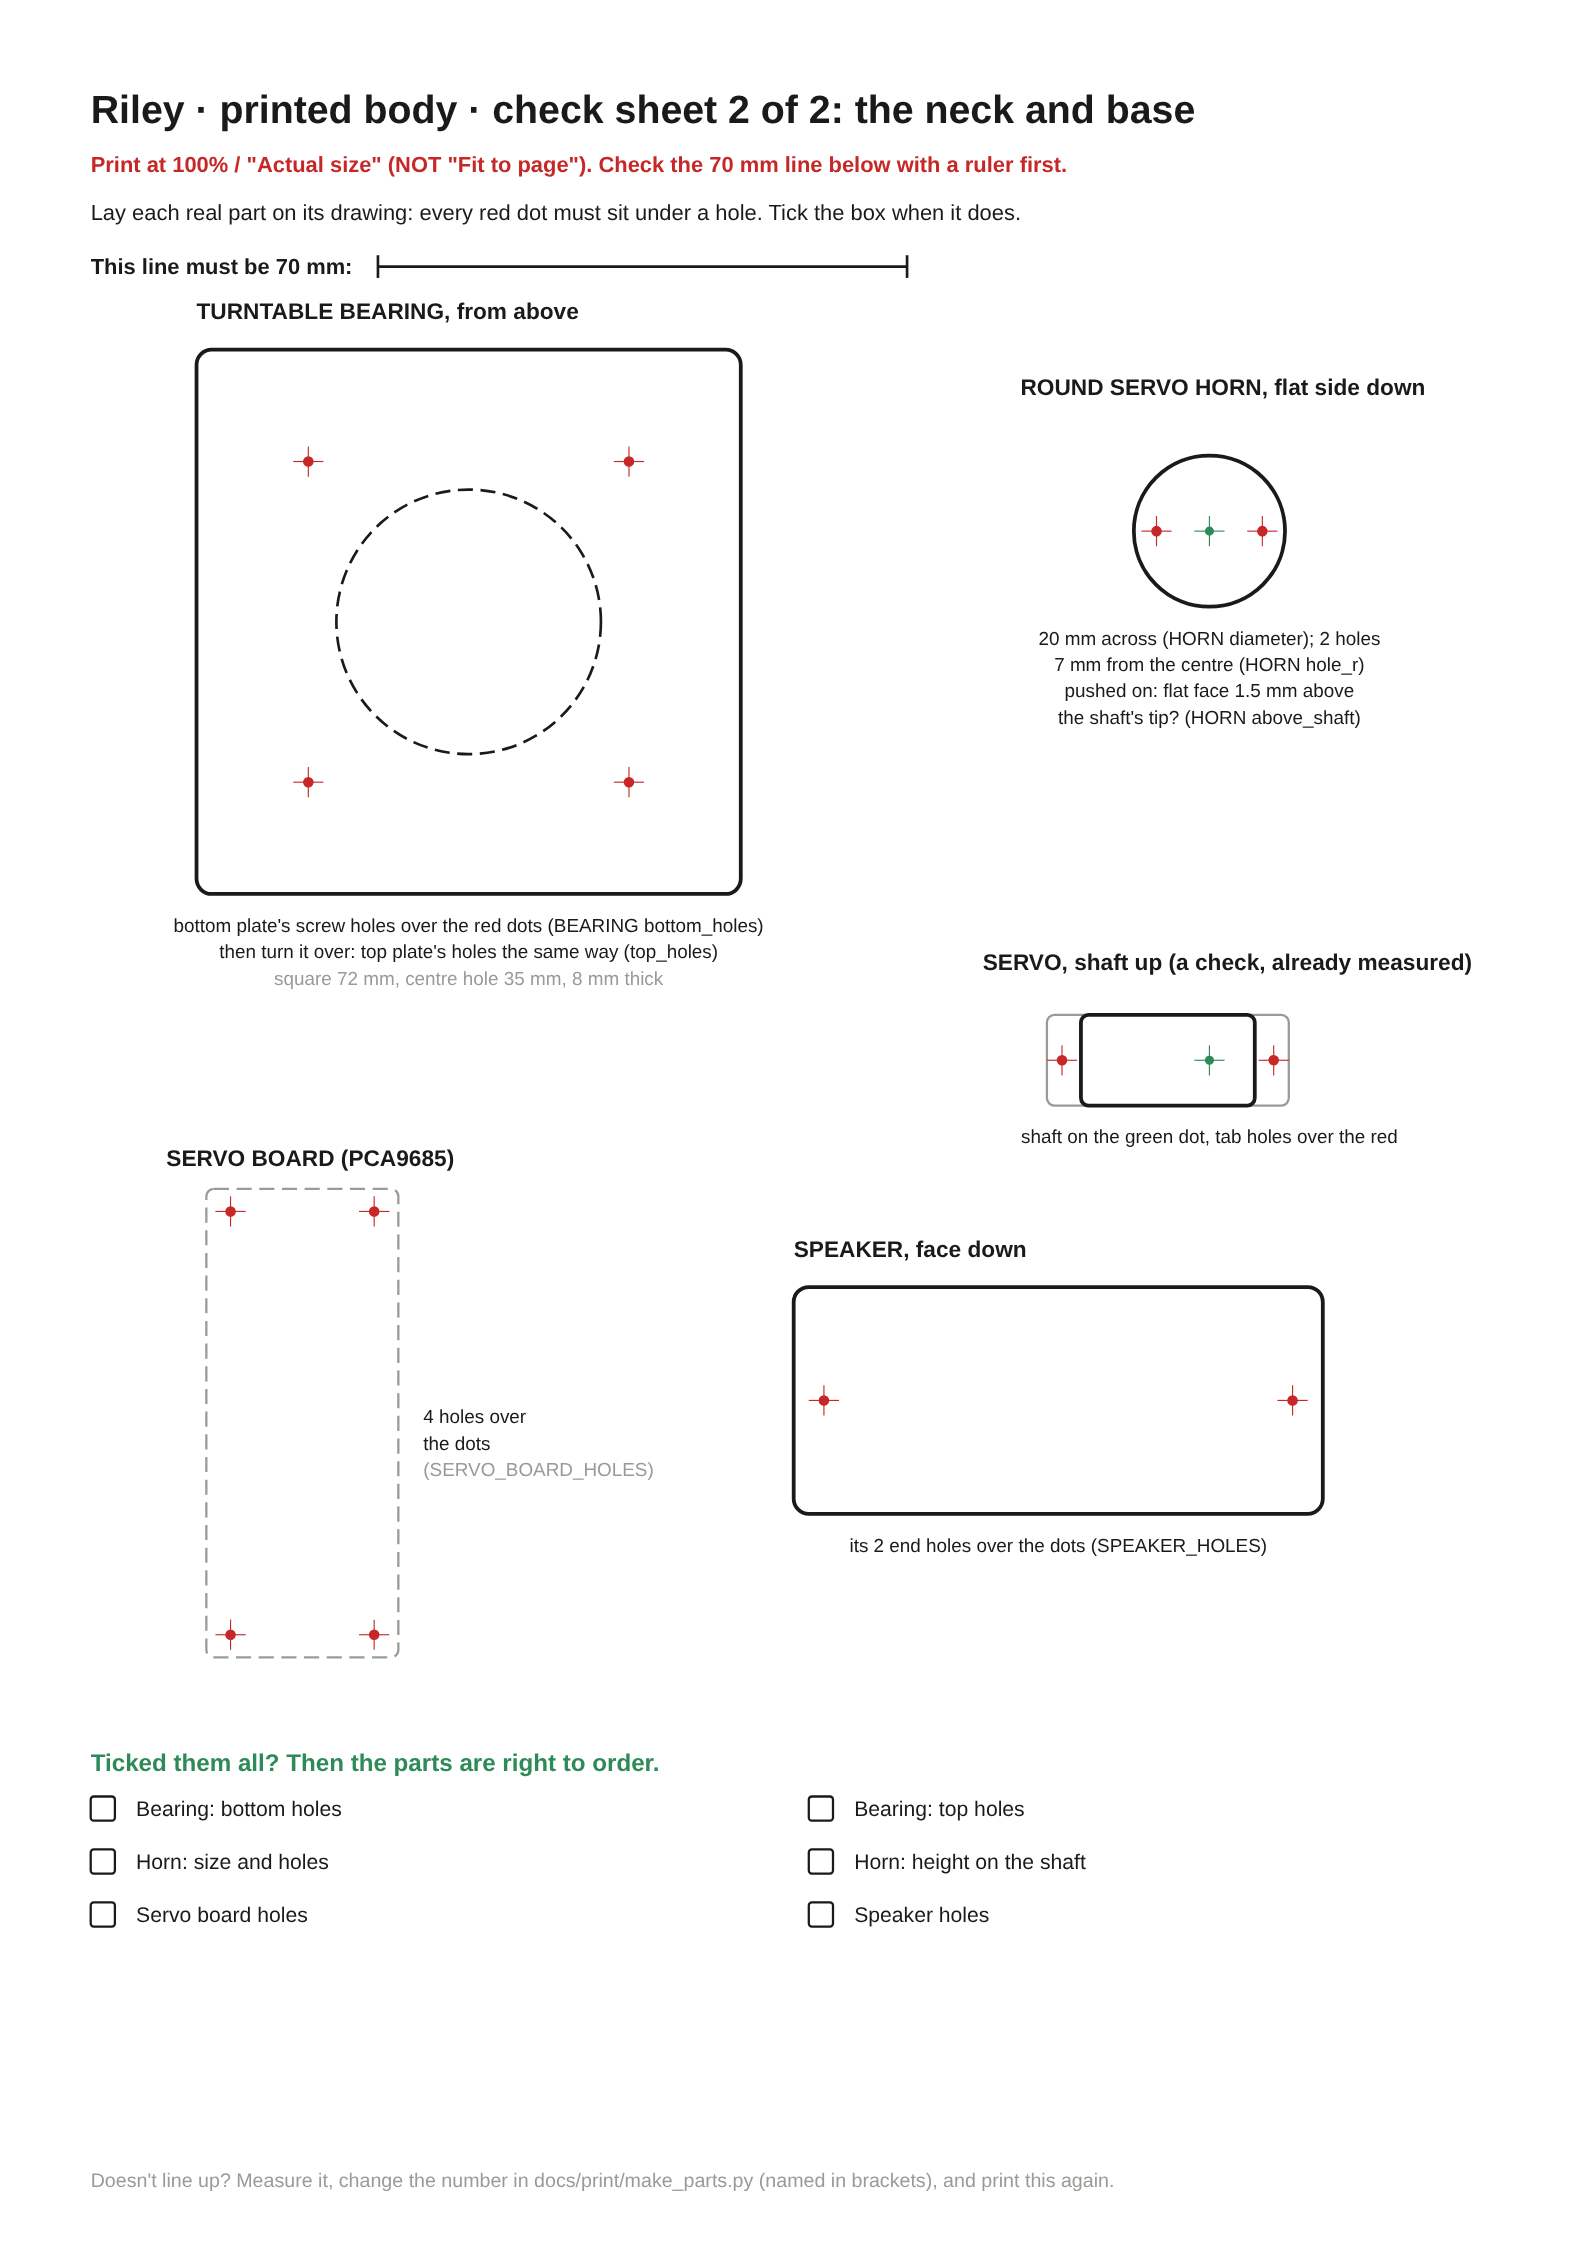 Riley · printed body · check sheet 2 of 2: the neck and base
Print at 100% / "Actual size" (NOT "Fit to page"). Check the 70 mm line below with a ruler first.
Lay each real part on its drawing: every red dot must sit under a hole. Tick the box when it does.
This line must be 70 mm:
TURNTABLE BEARING, from above
ROUND SERVO HORN, flat side down
20 mm across (HORN diameter); 2 holes
7 mm from the centre (HORN hole_r)
pushed on: flat face 1.5 mm above
the shaft's tip? (HORN above_shaft)
bottom plate's screw holes over the red dots (BEARING bottom_holes)
then turn it over: top plate's holes the same way (top_holes)
square 72 mm, centre hole 35 mm, 8 mm thick
SERVO, shaft up (a check, already measured)
shaft on the green dot, tab holes over the red
SERVO BOARD (PCA9685)
4 holes over
the dots
(SERVO_BOARD_HOLES)
SPEAKER, face down
its 2 end holes over the dots (SPEAKER_HOLES)
Ticked them all? Then the parts are right to order.
Bearing: bottom holes
Bearing: top holes
Horn: size and holes
Horn: height on the shaft
Servo board holes
Speaker holes
Doesn't line up? Measure it, change the number in docs/print/make_parts.py (named in brackets), and print this again.